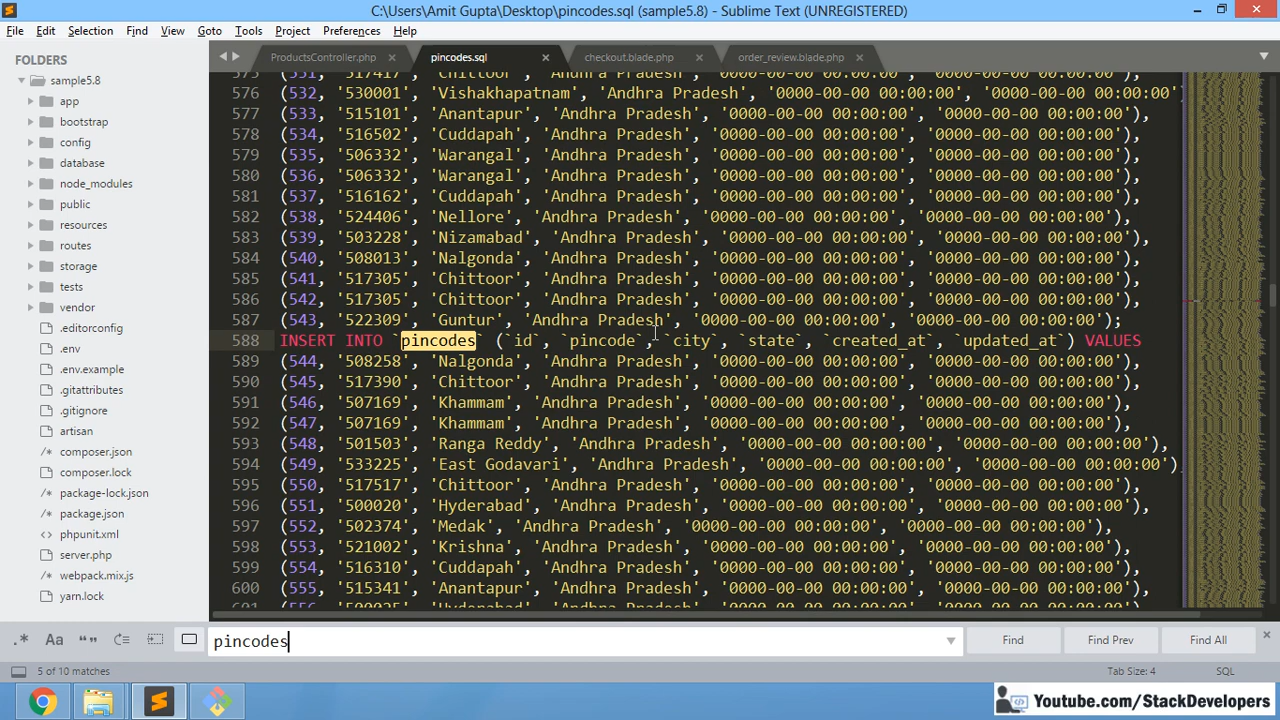 C:\Users\Amit Gupta\Desktop\pincodes.sql (sample5.8) - Sublime Text (UNREGISTERED)
File Edit Selection Find View Goto Tools Project Preferences Help
FOLDERS
sample5.8
app
bootstrap
config
database
node_modules
public
resources
routes
storage
tests
vendor
.editorconfig
.env
.env.example
.gitattributes
.gitignore
artisan
composer.json
composer.lock
package-lock.json
package.json
phpunit.xml
server.php
webpack.mix.js
yarn.lock
ProductsController.php pincodes.sql checkout.blade.php order_review.blade.php
575 (531, '517417' 'Chittoor' 'Andhra Pradesh', '0000-00-00 00:00:00', '0000-00-00 00:00:00'),
576 (532, '530001' 'Vishakhapatnam', 'Andhra Pradesh', '0000-00-00 00:00:00', '0000-00-00 00:00:00')
577 (533, '515101' 'Anantapur', 'Andhra Pradesh', '0000-00-00 00:00:00', '0000-00-00 00:00:00'),
578 (534, '516502' 'Cuddapah', 'Andhra Pradesh', '0000-00-00 00:00:00', '0000-00-00 00:00:00'),
579 (535, '506332' 'Warangal', 'Andhra Pradesh', '0000-00-00 00:00:00', '0000-00-00 00:00:00'),
580 (536, '506332' 'Warangal', 'Andhra Pradesh', '0000-00-00 00:00:00', '0000-00-00 00:00:00'),
581 (537, '516162' 'Cuddapah', 'Andhra Pradesh', '0000-00-00 00:00:00', '0000-00-00 00:00:00'),
582 (538, '524406' 'Nellore', 'Andhra Pradesh', '0000-00-00 00:00:00', '0000-00-00 00:00:00'),
583 (539, '503228' 'Nizamabad', 'Andhra Pradesh', '0000-00-00 00:00:00', '0000-00-00 00:00:00'),
584 (540, '508013' 'Nalgonda', 'Andhra Pradesh', '0000-00-00 00:00:00', '0000-00-00 00:00:00'),
585 (541, '517305' 'Chittoor', 'Andhra Pradesh', '0000-00-00 00:00:00', '0000-00-00 00:00:00'),
586 (542, '517305' 'Chittoor', 'Andhra Pradesh', '0000-00-00 00:00:00', '0000-00-00 00:00:00'),
587 (543, '522309' 'Guntur', 'Andhra Pradesh', '0000-00-00 00:00:00', '0000-00-00 00:00:00');
588 INSERT INTO `pincodes` (`id`, `pincode`, `city`, `state`, `created_at`, `updated_at`) VALUES
(544, '508258' 'Nalgonda', 'Andhra Pradesh', '0000-00-00 00:00:00', '0000-00-00 00:00:00'),
590 (545, '517390' 'Chittoor', 'Andhra Pradesh', '0000-00-00 00:00:00', '0000-00-00 00:00:00'),
591 (546, '507169' 'Khammam', 'Andhra Pradesh', '0000-00-00 00:00:00', '0000-00-00 00:00:00'),
592 (547, '507169' 'Khammam', 'Andhra Pradesh', '0000-00-00 00:00:00', '0000-00-00 00:00:00'),
593 (548, '501503' 'Ranga Reddy', 'Andhra Pradesh', '0000-00-00 00:00:00', '0000-00-00 00:00:00'),
594 (549, '533225' 'East Godavari', 'Andhra Pradesh', '0000-00-00 00:00:00', '0000-00-00 00:00:00')
595 (550, '517517' 'Chittoor', 'Andhra Pradesh', '0000-00-00 00:00:00', '0000-00-00 00:00:00'),
596 (551, '500020' 'Hyderabad', 'Andhra Pradesh', '0000-00-00 00:00:00', '0000-00-00 00:00:00'),
597 (552, '502374' 'Medak', 'Andhra Pradesh', '0000-00-00 00:00:00', '0000-00-00 00:00:00'),
598 (553, '521002' 'Krishna', 'Andhra Pradesh', '0000-00-00 00:00:00', '0000-00-00 00:00:00'),
599 (554, '516310' 'Cuddapah', 'Andhra Pradesh', '0000-00-00 00:00:00', '0000-00-00 00:00:00'),
600 (555, '515341' 'Anantapur', 'Andhra Pradesh', '0000-00-00 00:00:00', '0000-00-00 00:00:00'),
pincodes Find Find Prev Find All
5 of 10 matches Tab Size: 4 SQL
Youtube.com/StackDevelopers